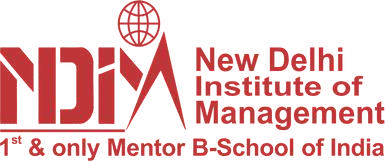 NDIM
New Delhi
Institute of
Management
1st & only Mentor B-School of India